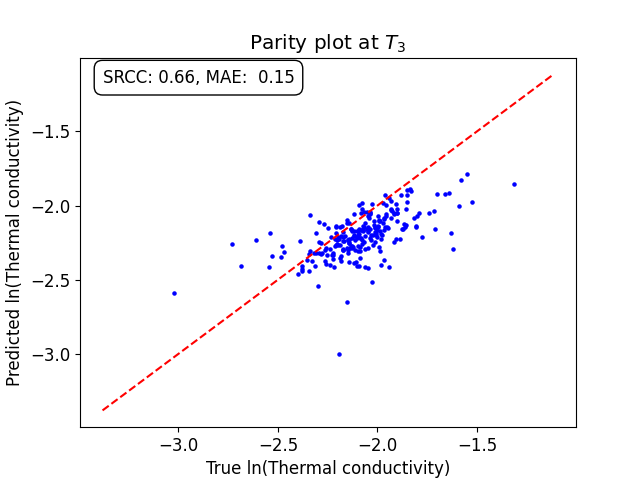 Parity plot at T3
SRCC: 0.66, MAE:  0.15
Predicted ln(Thermal conductivity)
−1.5
−2.0
−2.5
−3.0
−3.0 −2.5 −2.0 −1.5
True ln(Thermal conductivity)